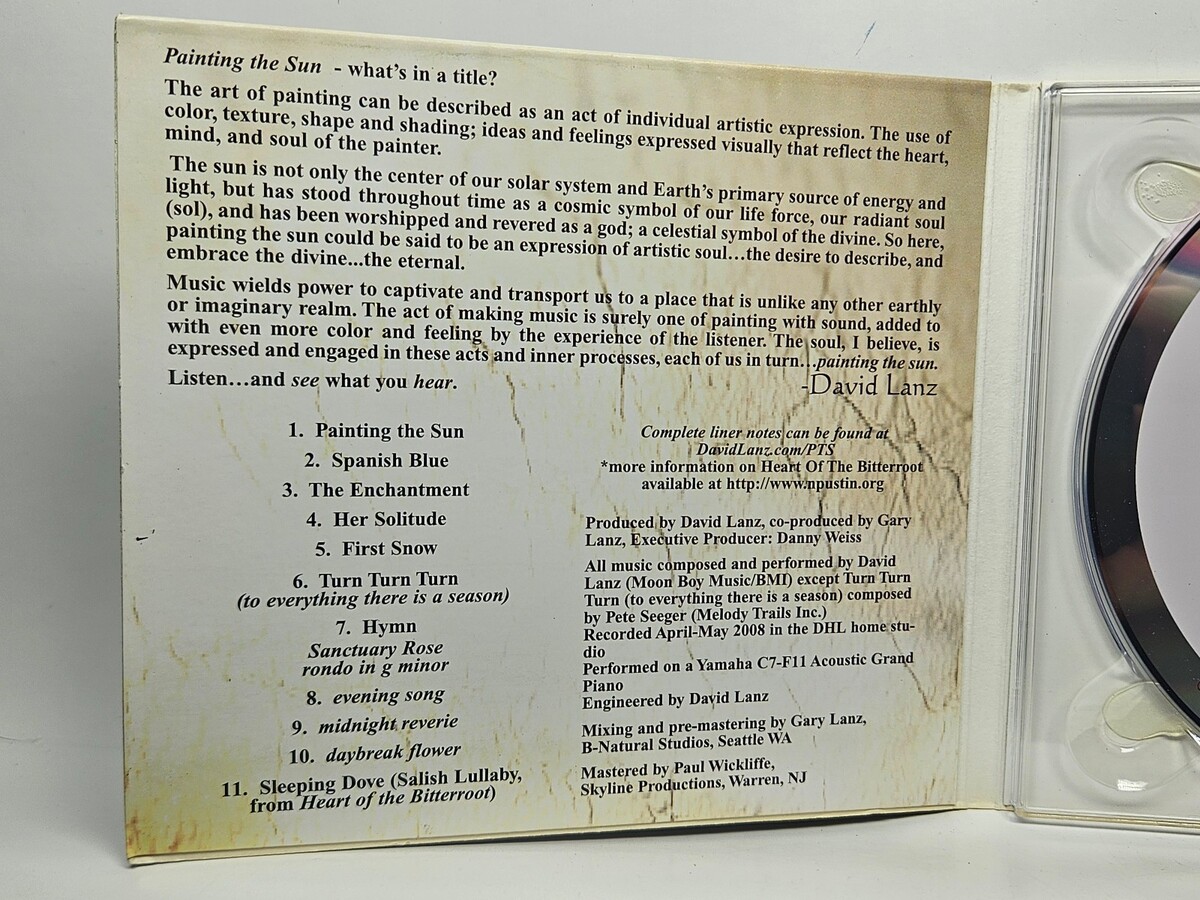 Painting the Sun - what's in a title?
The art of painting can be described as an act of individual artistic expression. The use of
color, texture, shape and shading; ideas and feelings expressed visually that reflect the heart,
mind, and soul of the painter.
The sun is not only the center of our solar system and Earth's primary source of energy and
light, but has stood throughout time as a cosmic symbol of our life force, our radiant soul
(sol), and has been worshipped and revered as a god; a celestial symbol of the divine. So here,
painting the sun could be said to be an expression of artistic soul...the desire to describe, and
embrace the divine...the eternal.
Music wields power to captivate and transport us to a place that is unlike any other earthly
or imaginary realm. The act of making music is surely one of painting with sound, added to
with even more color and feeling by the experience of the listener. The soul, I believe, is
expressed and engaged in these acts and inner processes, each of us in turn...painting the sun.
Listen...and see what you hear.
-David Lanz
1. Painting the Sun
2. Spanish Blue
3. The Enchantment
4. Her Solitude
5. First Snow
6. Turn Turn Turn
(to everything there is a season)
7. Hymn
Sanctuary Rose
rondo in g minor
8. evening song
9. midnight reverie
10. daybreak flower
11. Sleeping Dove (Salish Lullaby,
from Heart of the Bitterroot)
Complete liner notes can be found at
DavidLanz.com/PTS
*more information on Heart Of The Bitterroot
available at http://www.npustin.org
Produced by David Lanz, co-produced by Gary
Lanz, Executive Producer: Danny Weiss
All music composed and performed by David
Lanz (Moon Boy Music/BMI) except Turn Turn
Turn (to everything there is a season) composed
by Pete Seeger (Melody Trails Inc.)
Recorded April-May 2008 in the DHL home stu-
dio
Performed on a Yamaha C7-F11 Acoustic Grand
Piano
Engineered by David Lanz
Mixing and pre-mastering by Gary Lanz,
B-Natural Studios, Seattle WA
Mastered by Paul Wickliffe,
Skyline Productions, Warren, NJ